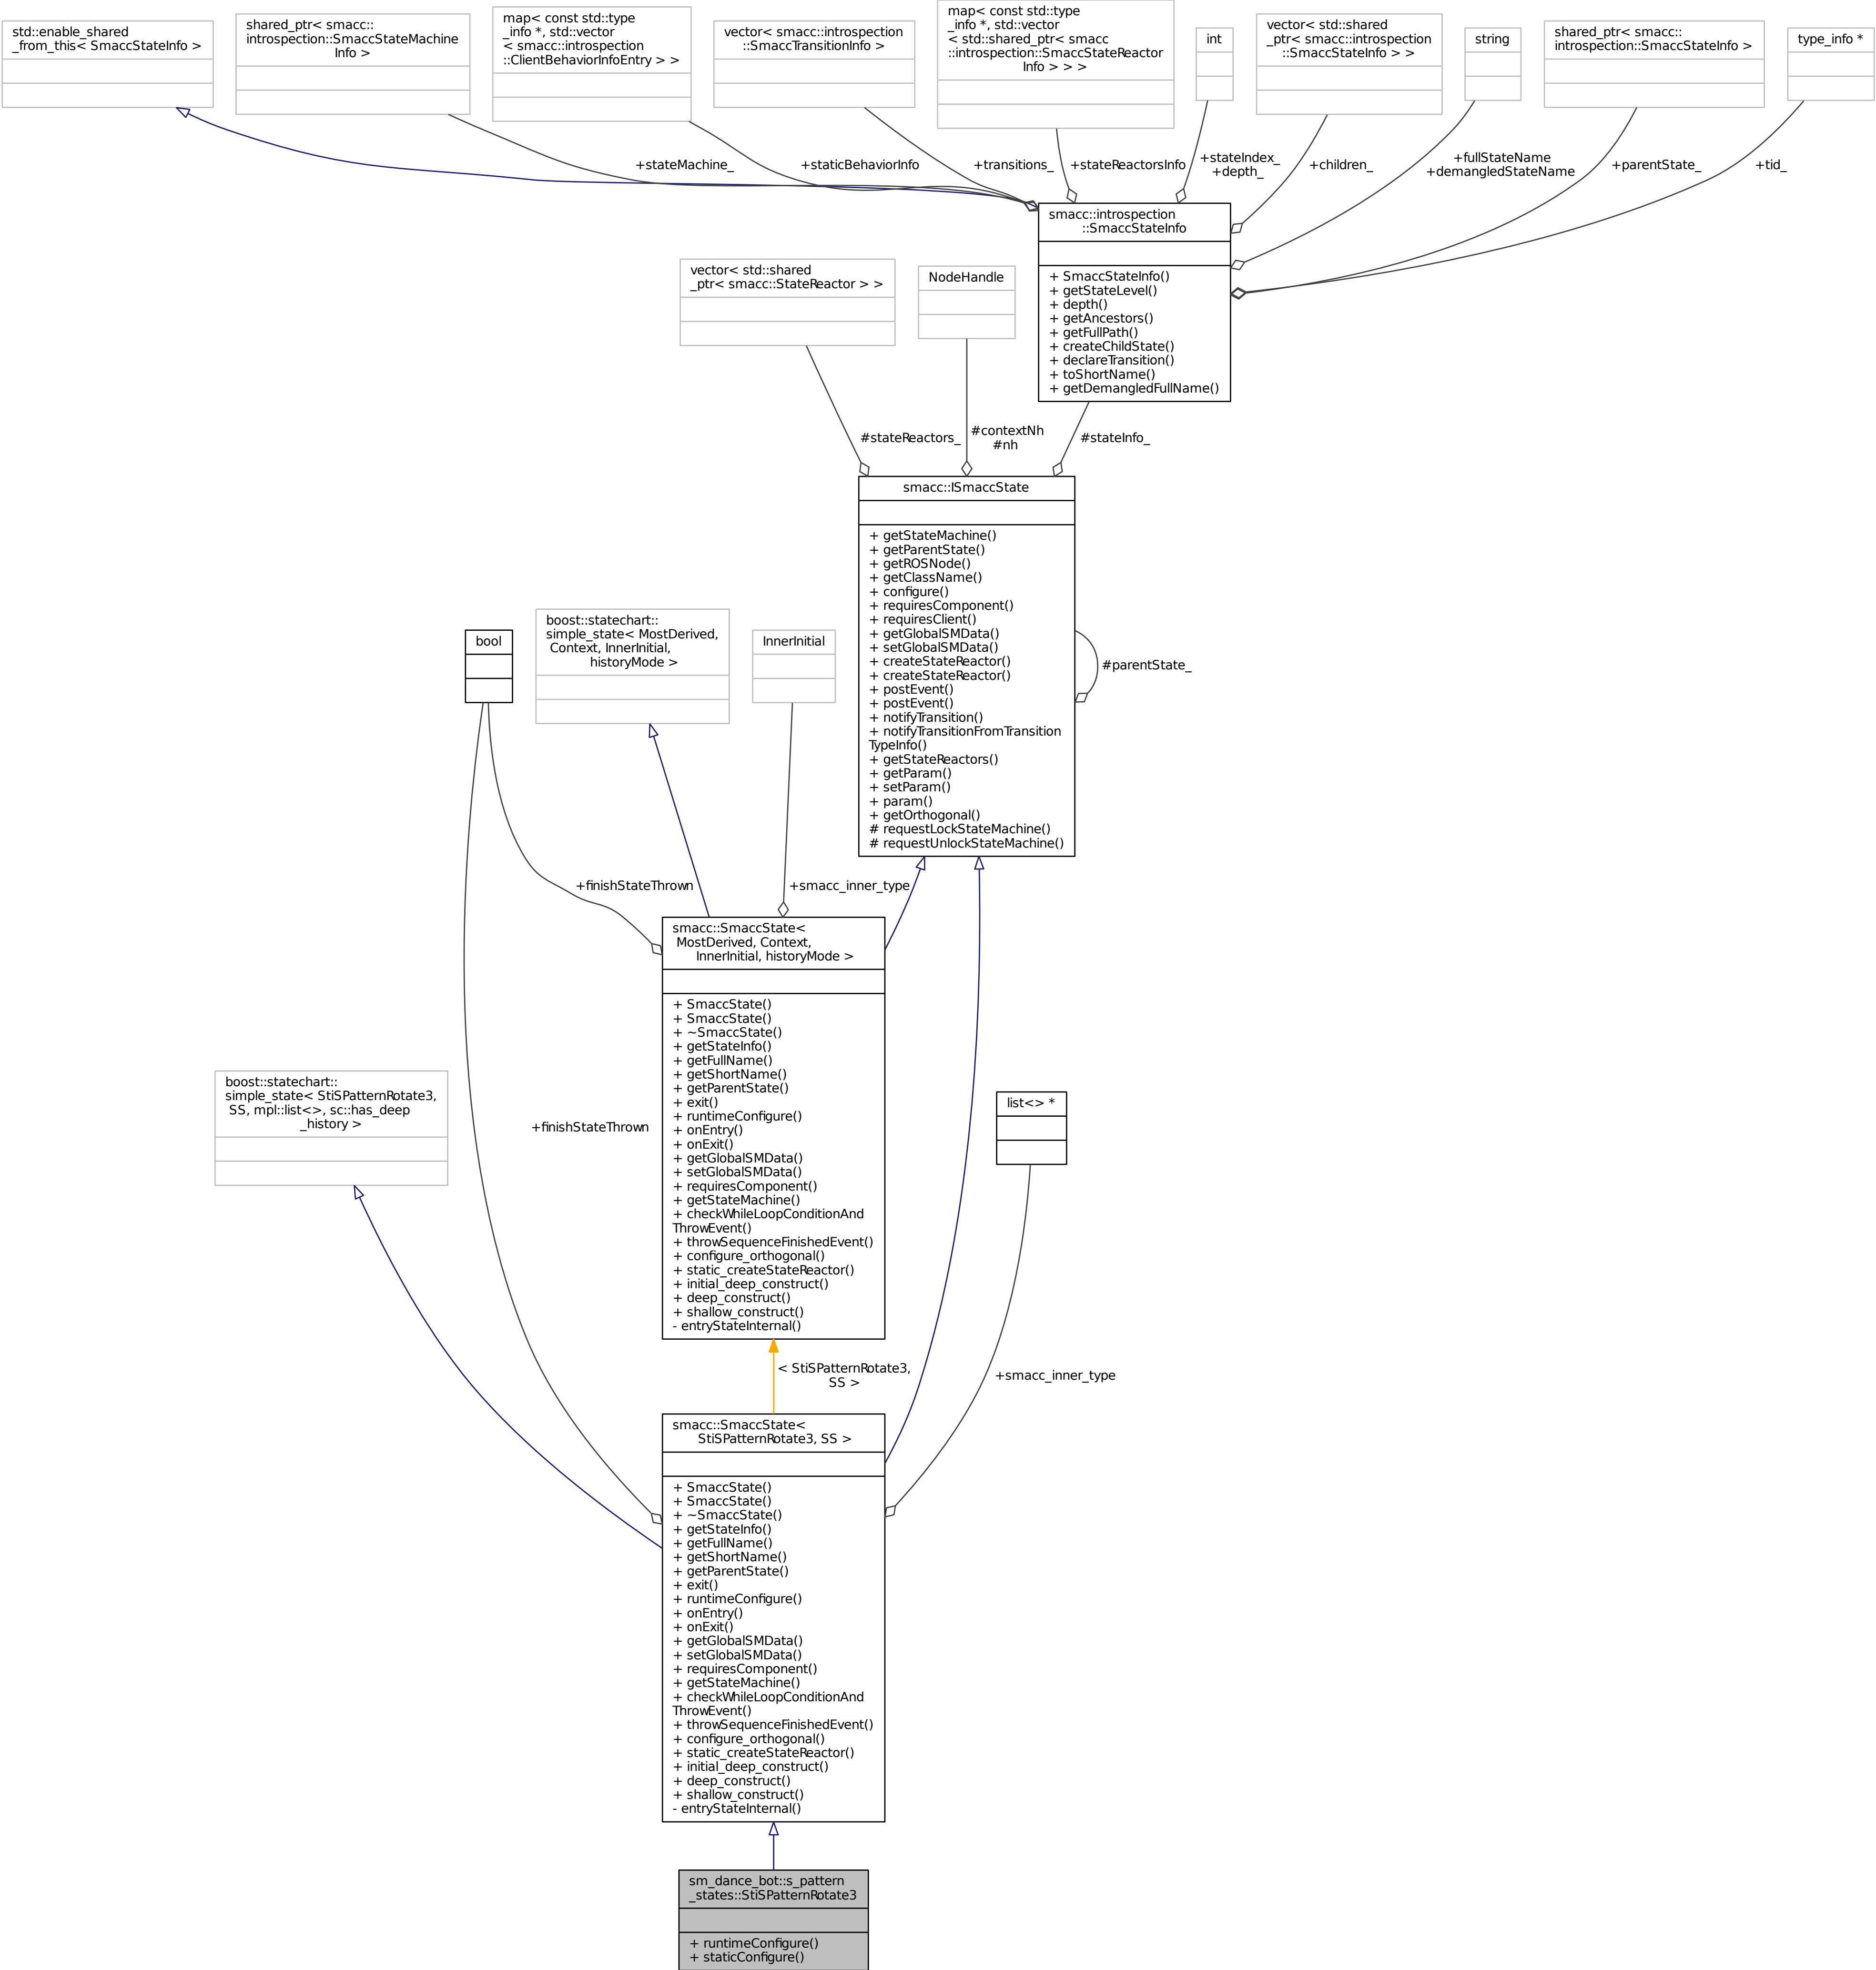 std::enable_shared
_from_this< SmaccStateInfo >
shared_ptr< smacc::
introspection::SmaccStateMachine
Info >
map< const std::type
_info *, std::vector
< smacc::introspection
::ClientBehaviorInfoEntry > >
vector< smacc::introspection
::SmaccTransitionInfo >
map< const std::type
_info *, std::vector
< std::shared_ptr< smacc
::introspection::SmaccStateReactor
Info > > >
int
vector< std::shared
_ptr< smacc::introspection
::SmaccStateInfo > >
string
shared_ptr< smacc::
introspection::SmaccStateInfo >
type_info *
+stateMachine_
+staticBehaviorInfo
+transitions_
+stateReactorsInfo
+stateIndex_
+depth_
+children_
+fullStateName
+demangledStateName
+parentState_
+tid_
smacc::introspection
::SmaccStateInfo
+ SmaccStateInfo()
+ getStateLevel()
+ depth()
+ getAncestors()
+ getFullPath()
+ createChildState()
+ declareTransition()
+ toShortName()
+ getDemangledFullName()
vector< std::shared
_ptr< smacc::StateReactor > >
NodeHandle
#stateReactors_
#contextNh
#nh
#stateInfo_
smacc::ISmaccState
+ getStateMachine()
+ getParentState()
+ getROSNode()
+ getClassName()
+ configure()
+ requiresComponent()
+ requiresClient()
+ getGlobalSMData()
+ setGlobalSMData()
+ createStateReactor()
+ createStateReactor()
+ postEvent()
+ postEvent()
+ notifyTransition()
+ notifyTransitionFromTransition
TypeInfo()
+ getStateReactors()
+ getParam()
+ setParam()
+ param()
+ getOrthogonal()
# requestLockStateMachine()
# requestUnlockStateMachine()
#parentState_
bool
boost::statechart::
simple_state< MostDerived,
Context, InnerInitial,
historyMode >
InnerInitial
+finishStateThrown
+smacc_inner_type
smacc::SmaccState<
MostDerived, Context,
InnerInitial, historyMode >
+ SmaccState()
+ SmaccState()
+ ~SmaccState()
+ getStateInfo()
+ getFullName()
+ getShortName()
+ getParentState()
+ exit()
+ runtimeConfigure()
+ onEntry()
+ onExit()
+ getGlobalSMData()
+ setGlobalSMData()
+ requiresComponent()
+ getStateMachine()
+ checkWhileLoopConditionAnd
ThrowEvent()
+ throwSequenceFinishedEvent()
+ configure_orthogonal()
+ static_createStateReactor()
+ initial_deep_construct()
+ deep_construct()
+ shallow_construct()
- entryStateInternal()
boost::statechart::
simple_state< StiSPatternRotate3,
SS, mpl::list<>, sc::has_deep
_history >
+finishStateThrown
list<> *
< StiSPatternRotate3,
SS >
+smacc_inner_type
smacc::SmaccState<
StiSPatternRotate3, SS >
+ SmaccState()
+ SmaccState()
+ ~SmaccState()
+ getStateInfo()
+ getFullName()
+ getShortName()
+ getParentState()
+ exit()
+ runtimeConfigure()
+ onEntry()
+ onExit()
+ getGlobalSMData()
+ setGlobalSMData()
+ requiresComponent()
+ getStateMachine()
+ checkWhileLoopConditionAnd
ThrowEvent()
+ throwSequenceFinishedEvent()
+ configure_orthogonal()
+ static_createStateReactor()
+ initial_deep_construct()
+ deep_construct()
+ shallow_construct()
- entryStateInternal()
sm_dance_bot::s_pattern
_states::StiSPatternRotate3
+ runtimeConfigure()
+ staticConfigure()